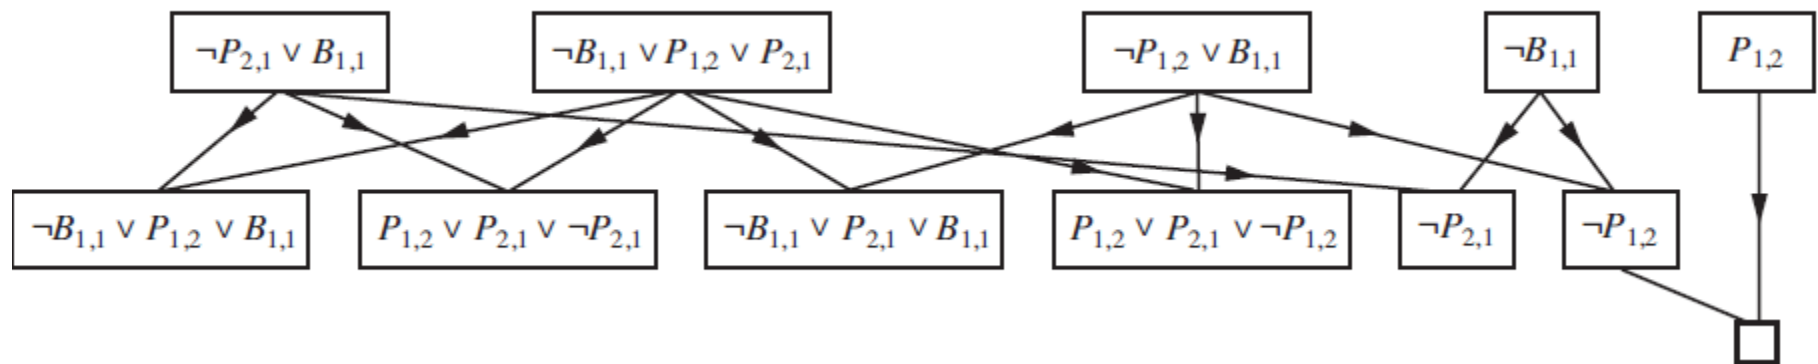 ¬P2,1 ∨ B1,1 ¬B1,1 ∨ P1,2 ∨ P2,1 ¬P1,2 ∨ B1,1 ¬B1,1 P1,2
¬B1,1 ∨ P1,2 ∨ B1,1 P1,2 ∨ P2,1 ∨ ¬P2,1 ¬B1,1 ∨ P2,1 ∨ B1,1 P1,2 ∨ P2,1 ∨ ¬P1,2 ¬P2,1 ¬P1,2